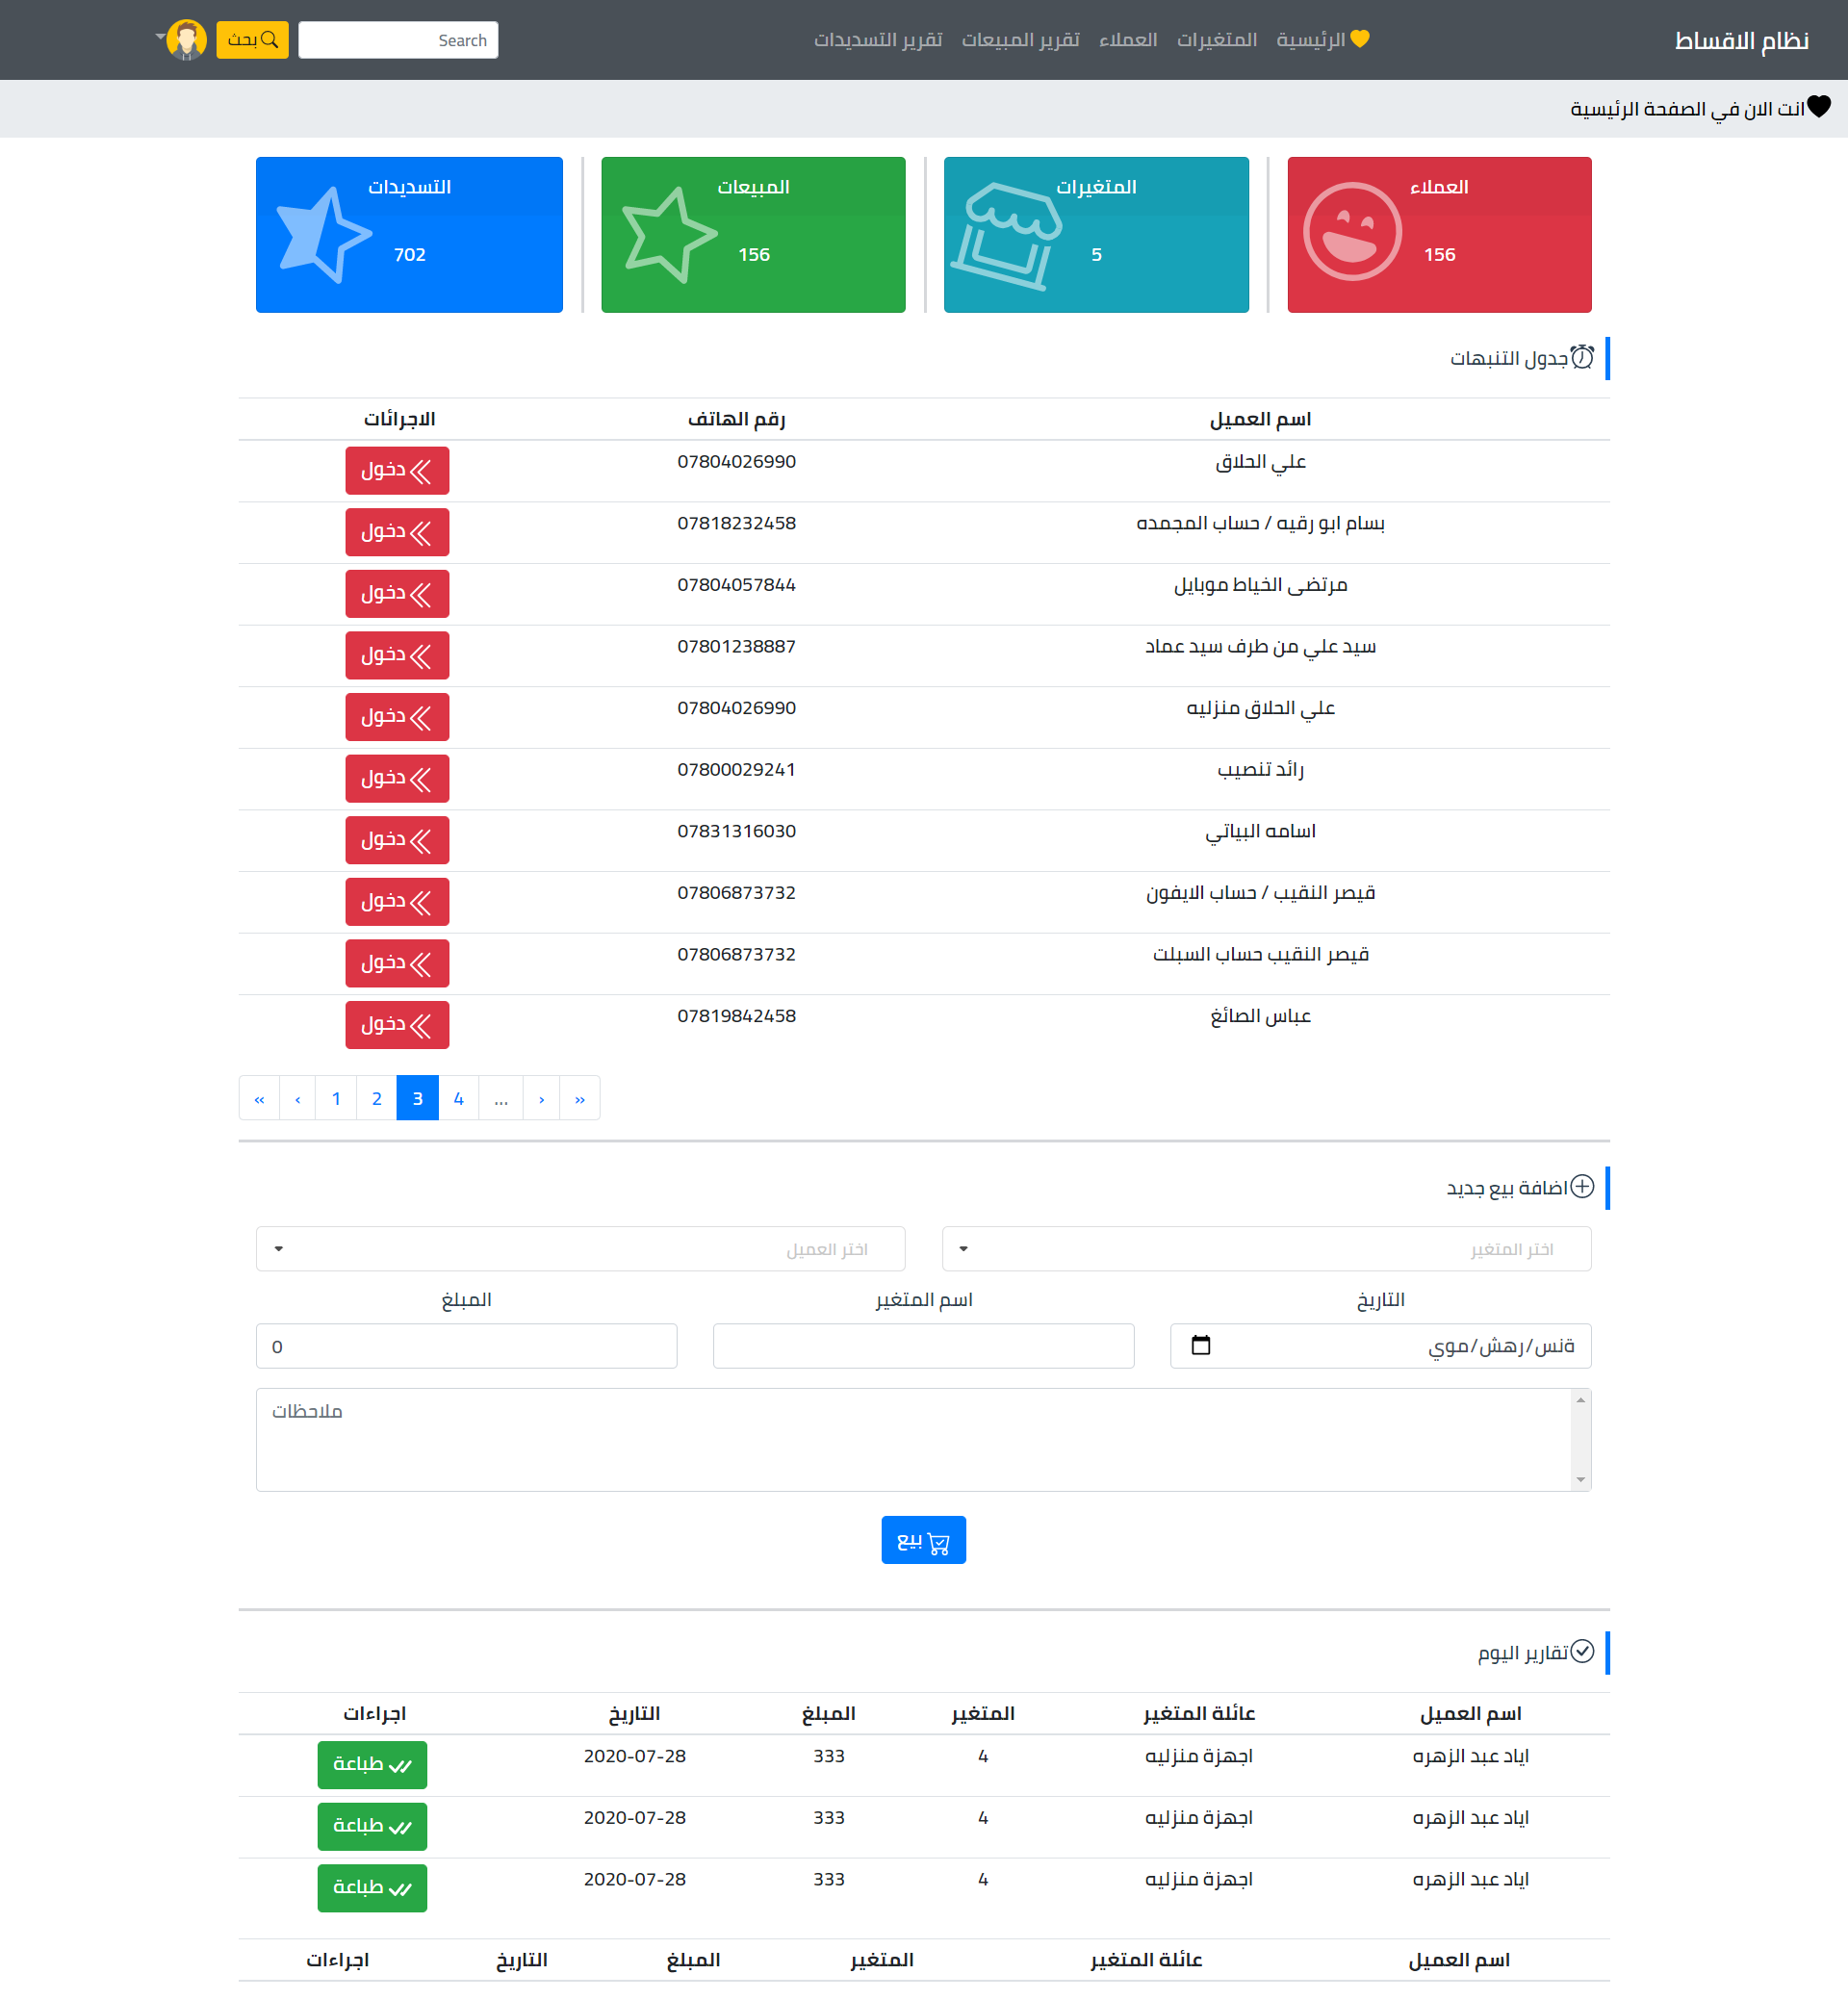 نظام الاقساط
الرئيسية المتغيرات العملاء تقرير المبيعات تقرير التسديدات
Search بحث
انت الان في الصفحة الرئيسية
العملاء المتغيرات المبيعات التسديدات
156 5 156 702
جدول التنبهات
اسم العميل رقم الهاتف الاجرائات
علي الحلاق 07804026990 دخول
بسام ابو رقيه / حساب المجمده 07818232458 دخول
مرتضى الخياط موبايل 07804057844 دخول
سيد علي من طرف سيد عماد 07801238887 دخول
علي الحلاق منزليه 07804026990 دخول
رائد تنصيب 07800029241 دخول
اسامه البياتي 07831316030 دخول
قيصر النقيب / حساب الايفون 07806873732 دخول
قيصر النقيب حساب السبلت 07806873732 دخول
عباس الصائغ 07819842458 دخول
« ‹ 1 2 3 4 ... › »
اضافة بيع جديد
اختر المتغير اختر العميل
التاريخ اسم المتغير المبلغ
ةنس/رهش/موي 0
ملاحظات
بيع
تقارير اليوم
اسم العميل عائلة المتغير المتغير المبلغ التاريخ اجراءات
اياد عبد الزهره اجهزة منزليه 4 333 2020-07-28 طباعة
اياد عبد الزهره اجهزة منزليه 4 333 2020-07-28 طباعة
اياد عبد الزهره اجهزة منزليه 4 333 2020-07-28 طباعة
اسم العميل عائلة المتغير المتغير المبلغ التاريخ اجراءات